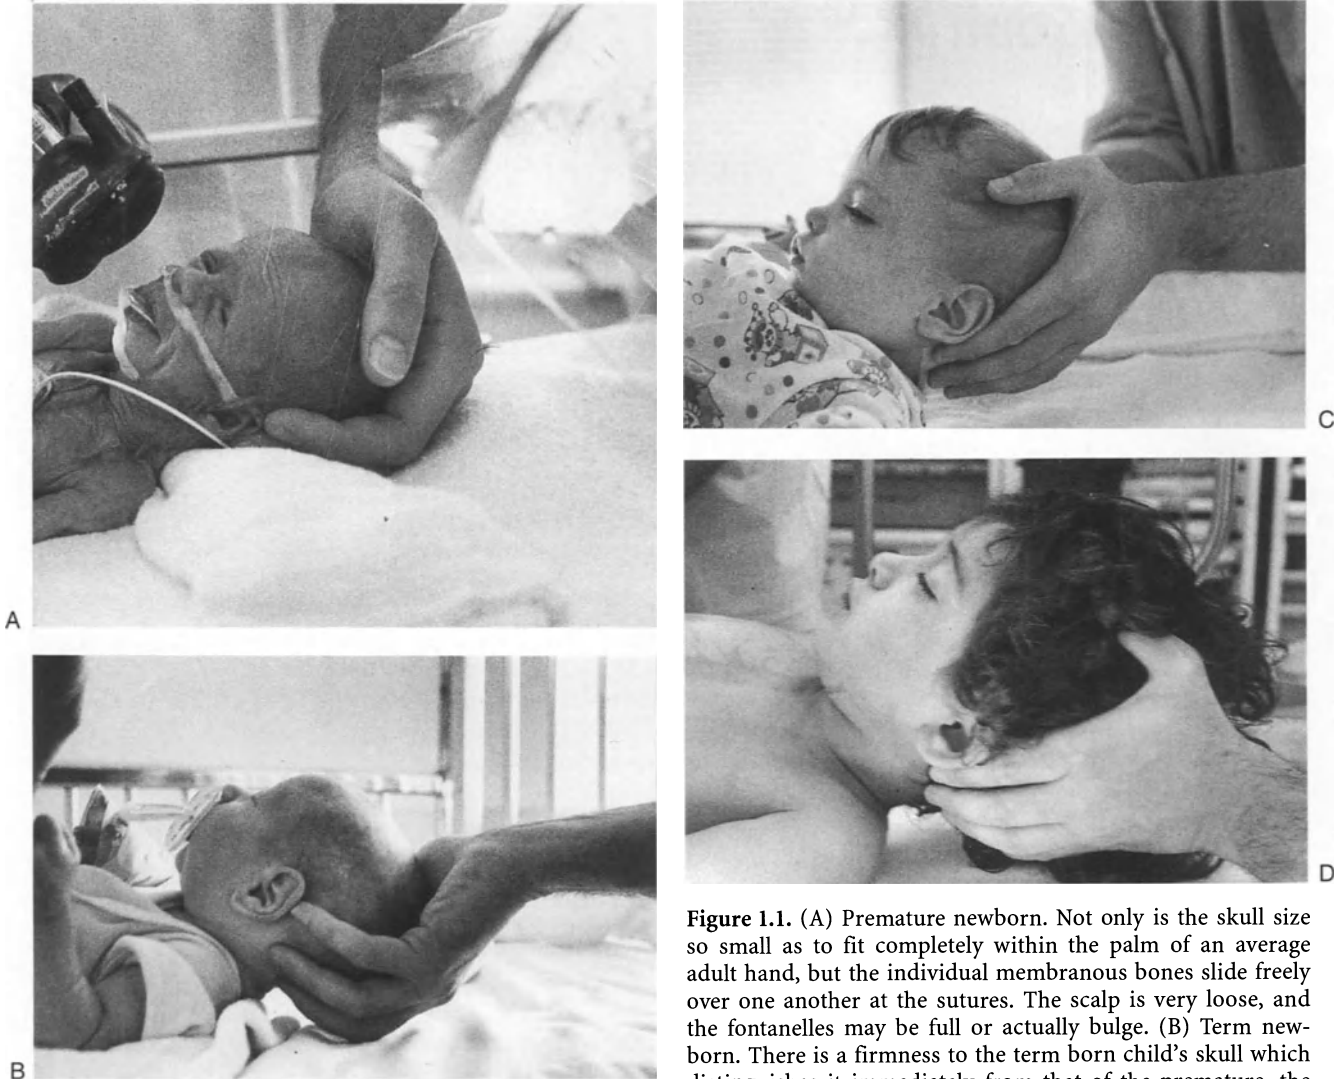 A
B
C
D
Figure 1.1. (A) Premature newborn. Not only is the skull size
so small as to fit completely within the palm of an average
adult hand, but the individual membranous bones slide freely
over one another at the sutures. The scalp is very loose, and
the fontanelles may be full or actually bulge. (B) Term new-
born. There is a firmness to the term born child's skull which